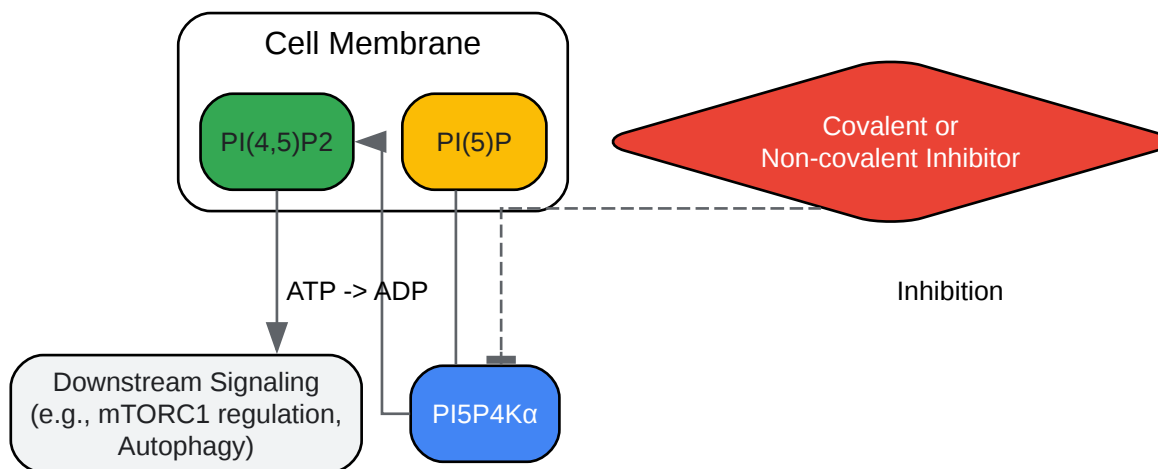 Cell Membrane
PI(4,5)P2
PI(5)P
Covalent or
Non-covalent Inhibitor
ATP -> ADP
Inhibition
Downstream Signaling
(e.g., mTORC1 regulation,
Autophagy)
PI5P4Kα